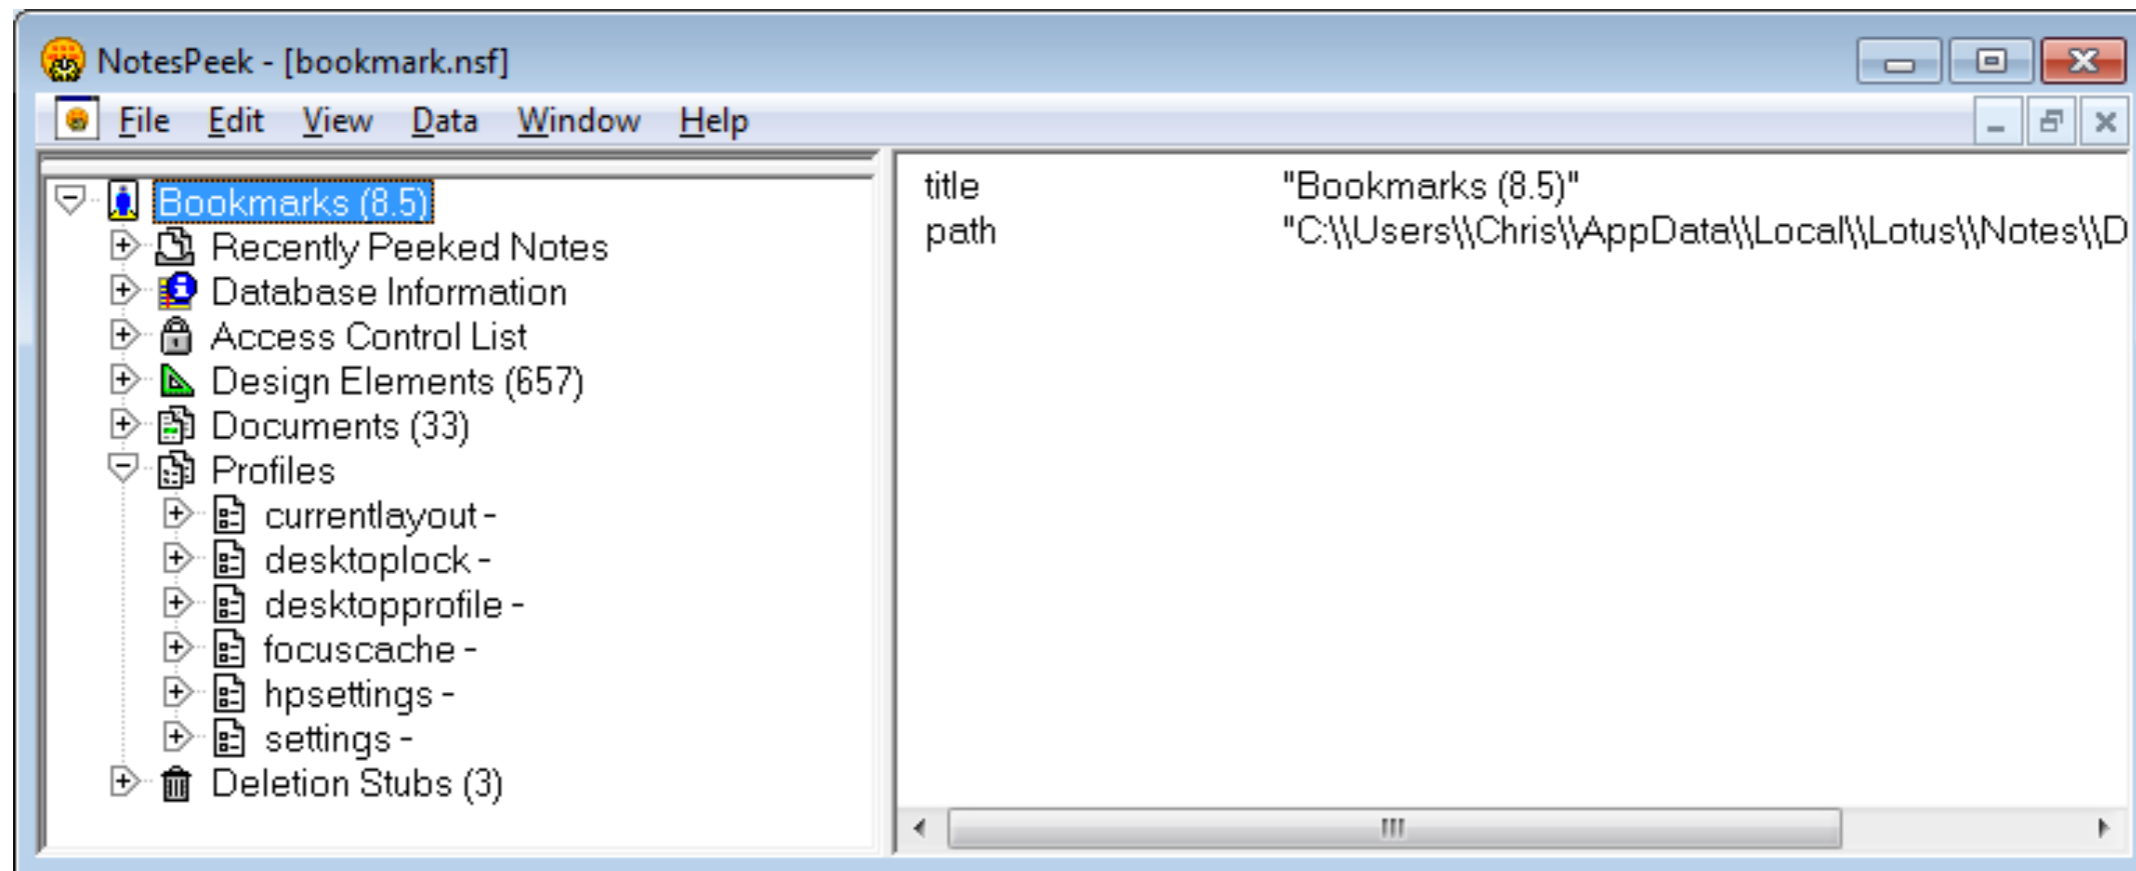 NotesPeek - [bookmark.nsf]
File Edit View Data Window Help
Bookmarks (8.5)
Recently Peeked Notes
Database Information
Access Control List
Design Elements (657)
Documents (33)
Profiles
currentlayout -
desktoplock -
desktopprofile -
focuscache -
hpsettings -
settings -
Deletion Stubs (3)
title "Bookmarks (8.5)"
path "C:\\Users\\Chris\\AppData\\Local\\Lotus\\Notes\\D